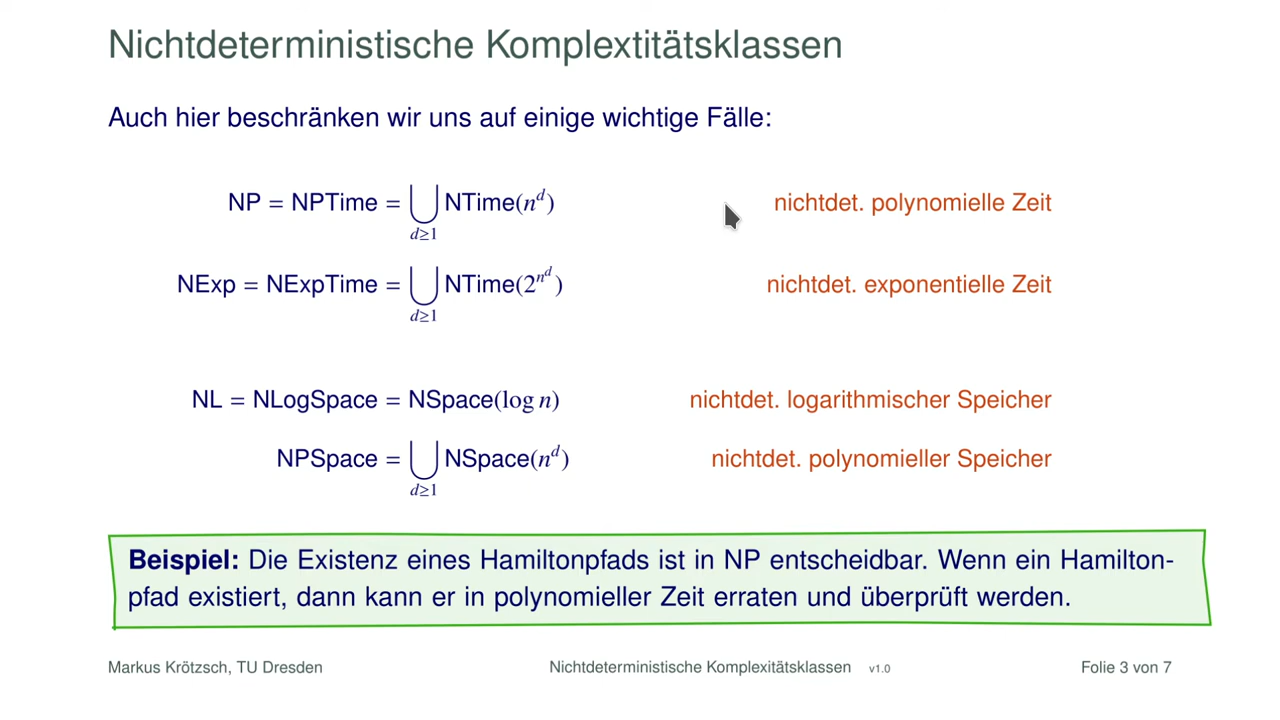 Nichtdeterministische Komplextitätsklassen
Auch hier beschränken wir uns auf einige wichtige Fälle:
NP = NPTime = ⋃_{d≥1} NTime(n^d) nichtdet. polynomielle Zeit
NExp = NExpTime = ⋃_{d≥1} NTime(2^{n^d}) nichtdet. exponentielle Zeit
NL = NLogSpace = NSpace(log n) nichtdet. logarithmischer Speicher
NPSpace = ⋃_{d≥1} NSpace(n^d) nichtdet. polynomieller Speicher
Beispiel: Die Existenz eines Hamiltonpfads ist in NP entscheidbar. Wenn ein Hamilton-
pfad existiert, dann kann er in polynomieller Zeit erraten und überprüft werden.
Markus Krötzsch, TU Dresden Nichtdeterministische Komplexitätsklassen v1.0 Folie 3 von 7